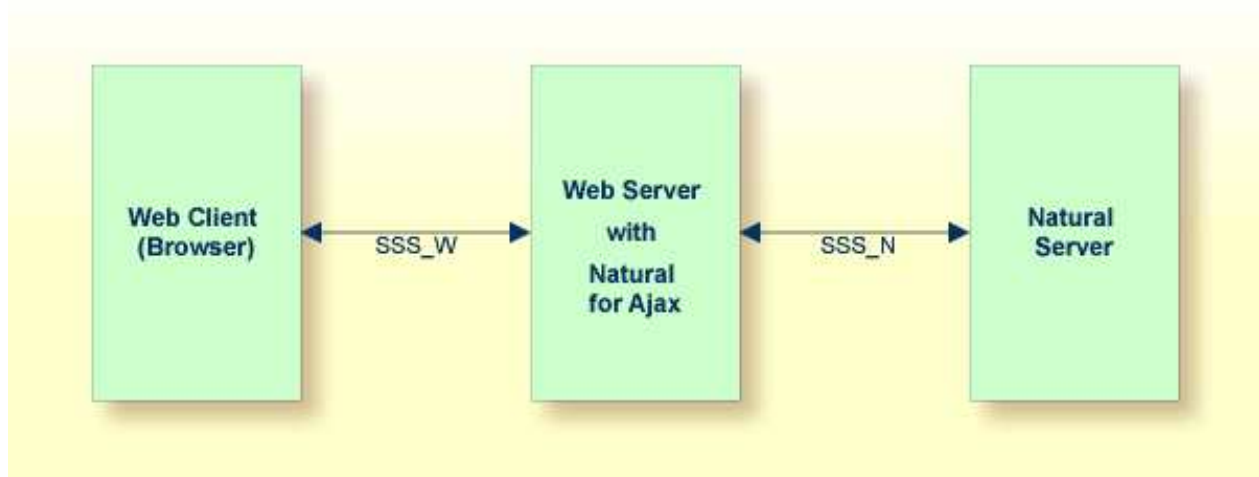 Web Client
(Browser)
SSS_W
Web Server
with
Natural
for Ajax
SSS_N
Natural
Server